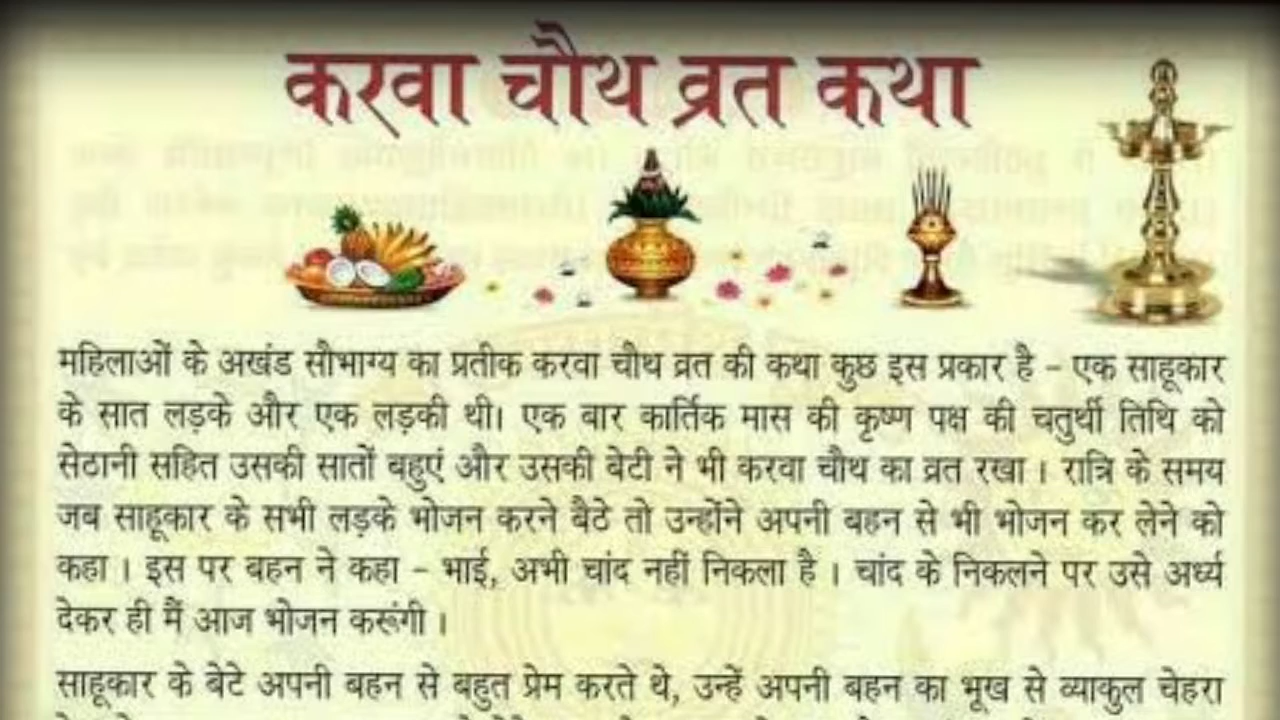 करवा चौथ व्रत कथा
महिलाओं के अखंड सौभाग्य का प्रतीक करवा चौथ व्रत की कथा कुछ इस प्रकार है – एक साहूकार
के सात लड़के और एक लड़की थी। एक बार कार्तिक मास की कृष्ण पक्ष की चतुर्थी तिथि को
सेठानी सहित उसकी सातों बहुएं और उसकी बेटी ने भी करवा चौथ का व्रत रखा । रात्रि के समय
जब साहूकार के सभी लड़के भोजन करने बैठे तो उन्होंने अपनी बहन से भी भोजन कर लेने को
कहा । इस पर बहन ने कहा – भाई, अभी चांद नहीं निकला है । चांद के निकलने पर उसे अर्ध्य
देकर ही मैं आज भोजन करूंगी ।
साहूकार के बेटे अपनी बहन से बहुत प्रेम करते थे, उन्हें अपनी बहन का भूख से व्याकुल चेहरा